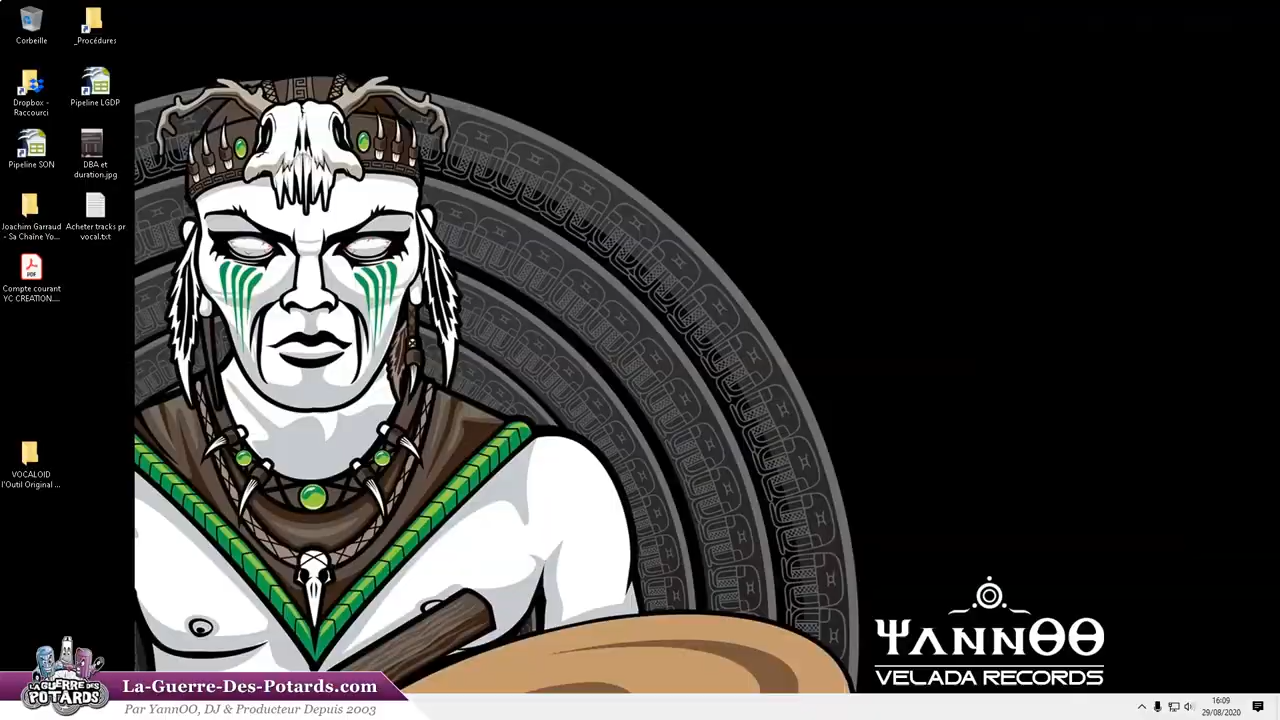 Corbeille
_Procédures
Dropbox -
Raccourci
Pipeline LGDP
Pipeline SON
DBA et
duration.jpg
Joachim Garraud
- Sa Chaîne Yo...
Acheter tracks pr
vocal.txt
PDF
Compte courant
YC CREATION....
VOCALOID
l'Outil Original ...
YANNOO
VELADA RECORDS
LA GUERRE DES
POTARDS
La-Guerre-Des-Potards.com
Par YannOO, DJ & Producteur Depuis 2003
16:09
29/08/2020